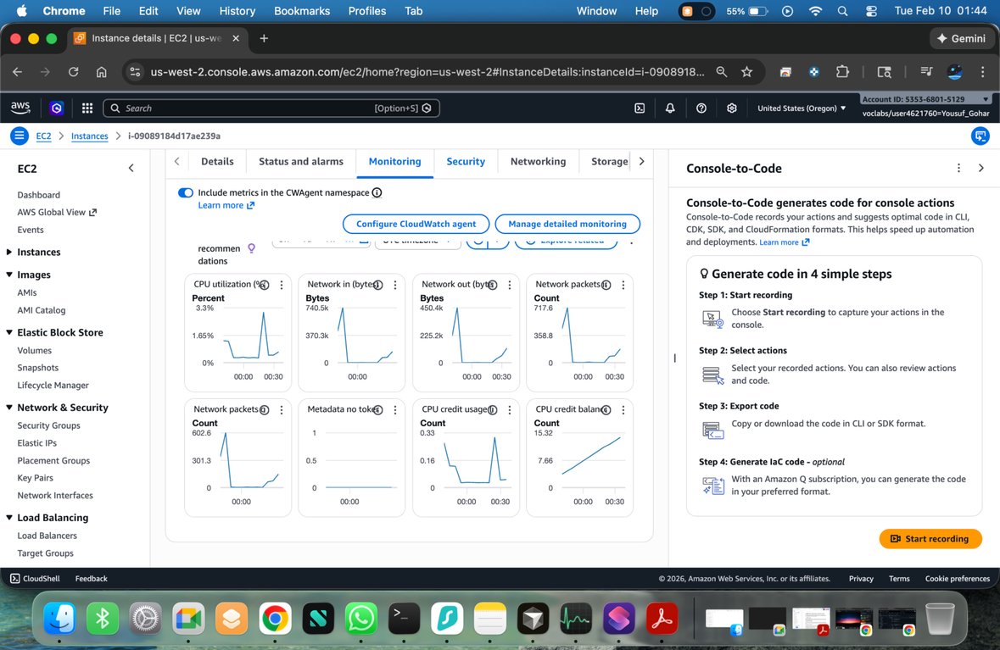 Chrome File Edit View History Bookmarks Profiles Tab Window Help 55% Tue Feb 10 01:44
Instance details | EC2 | us-we
Gemini
us-west-2.console.aws.amazon.com/ec2/home?region=us-west-2#InstanceDetails:instanceId=i-0908918...
aws Search [Option+S] United States (Oregon)
Account ID: 5353-6801-5129
voclabs/user4621760=Yousuf_Gohar
EC2 Instances i-09089184d17ae239a
EC2
Dashboard
AWS Global View
Events
Instances
Images
AMIs
AMI Catalog
Elastic Block Store
Volumes
Snapshots
Lifecycle Manager
Network & Security
Security Groups
Elastic IPs
Placement Groups
Key Pairs
Network Interfaces
Load Balancing
Load Balancers
Target Groups
Details Status and alarms Monitoring Security Networking Storage
Include metrics in the CWAgent namespace
Learn more
Configure CloudWatch agent Manage detailed monitoring
recommen
dations
UTC timezone Explore related
CPU utilization (%
Percent
3.3%
1.65%
0%
00:00 00:30
Network in (bytes)
Bytes
740.5k
370.3k
0
00:00
Network out (byte
Bytes
450.4k
225.2k
0
00:00 00:30
Network packets
Count
717.6
358.8
0
00:00 00:30
Network packets
Count
602.6
301.3
0
00:00
Metadata no toke
1
0.5
0
00:00
CPU credit usage
Count
0.33
0.16
0
00:00 00:30
CPU credit balanc
Count
15.32
7.66
0
00:00 00:30
Console-to-Code
Console-to-Code generates code for console actions
Console-to-Code records your actions and suggests optimal code in CLI,
CDK, SDK, and CloudFormation formats. This helps speed up automation
and deployments. Learn more
Generate code in 4 simple steps
Step 1: Start recording
Choose Start recording to capture your actions in the
console.
Step 2: Select actions
Select your recorded actions. You can also review actions
and code.
Step 3: Export code
Copy or download the code in CLI or SDK format.
Step 4: Generate IaC code - optional
With an Amazon Q subscription, you can generate the code
in your preferred format.
Start recording
CloudShell Feedback © 2026, Amazon Web Services, Inc. or its affiliates. Privacy Terms Cookie preferences